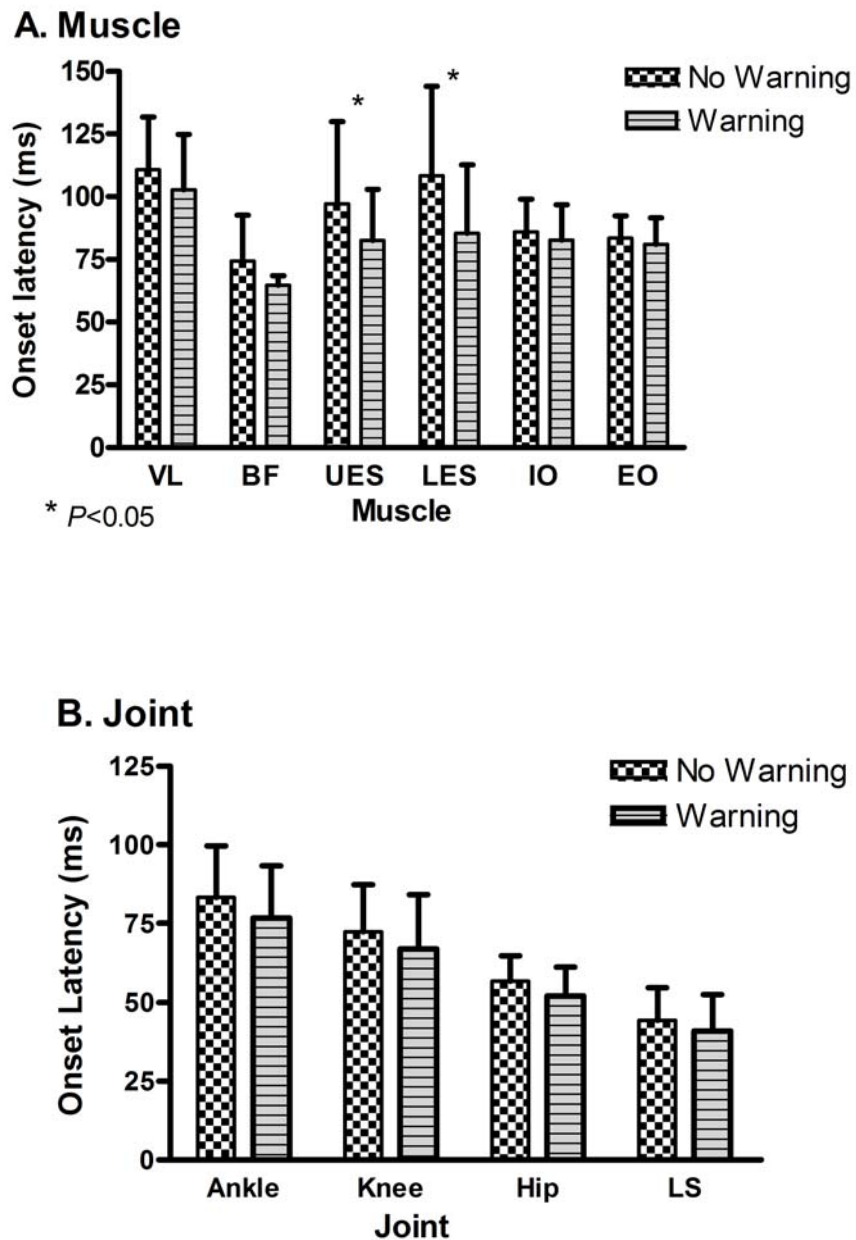 A. Muscle
No Warning
Warning
Onset latency (ms)
150
125
100
75
50
25
0
*
*
VL BF UES LES IO EO
Muscle
* P<0.05
B. Joint
No Warning
Warning
Onset Latency (ms)
125
100
75
50
25
0
Ankle Knee Hip LS
Joint